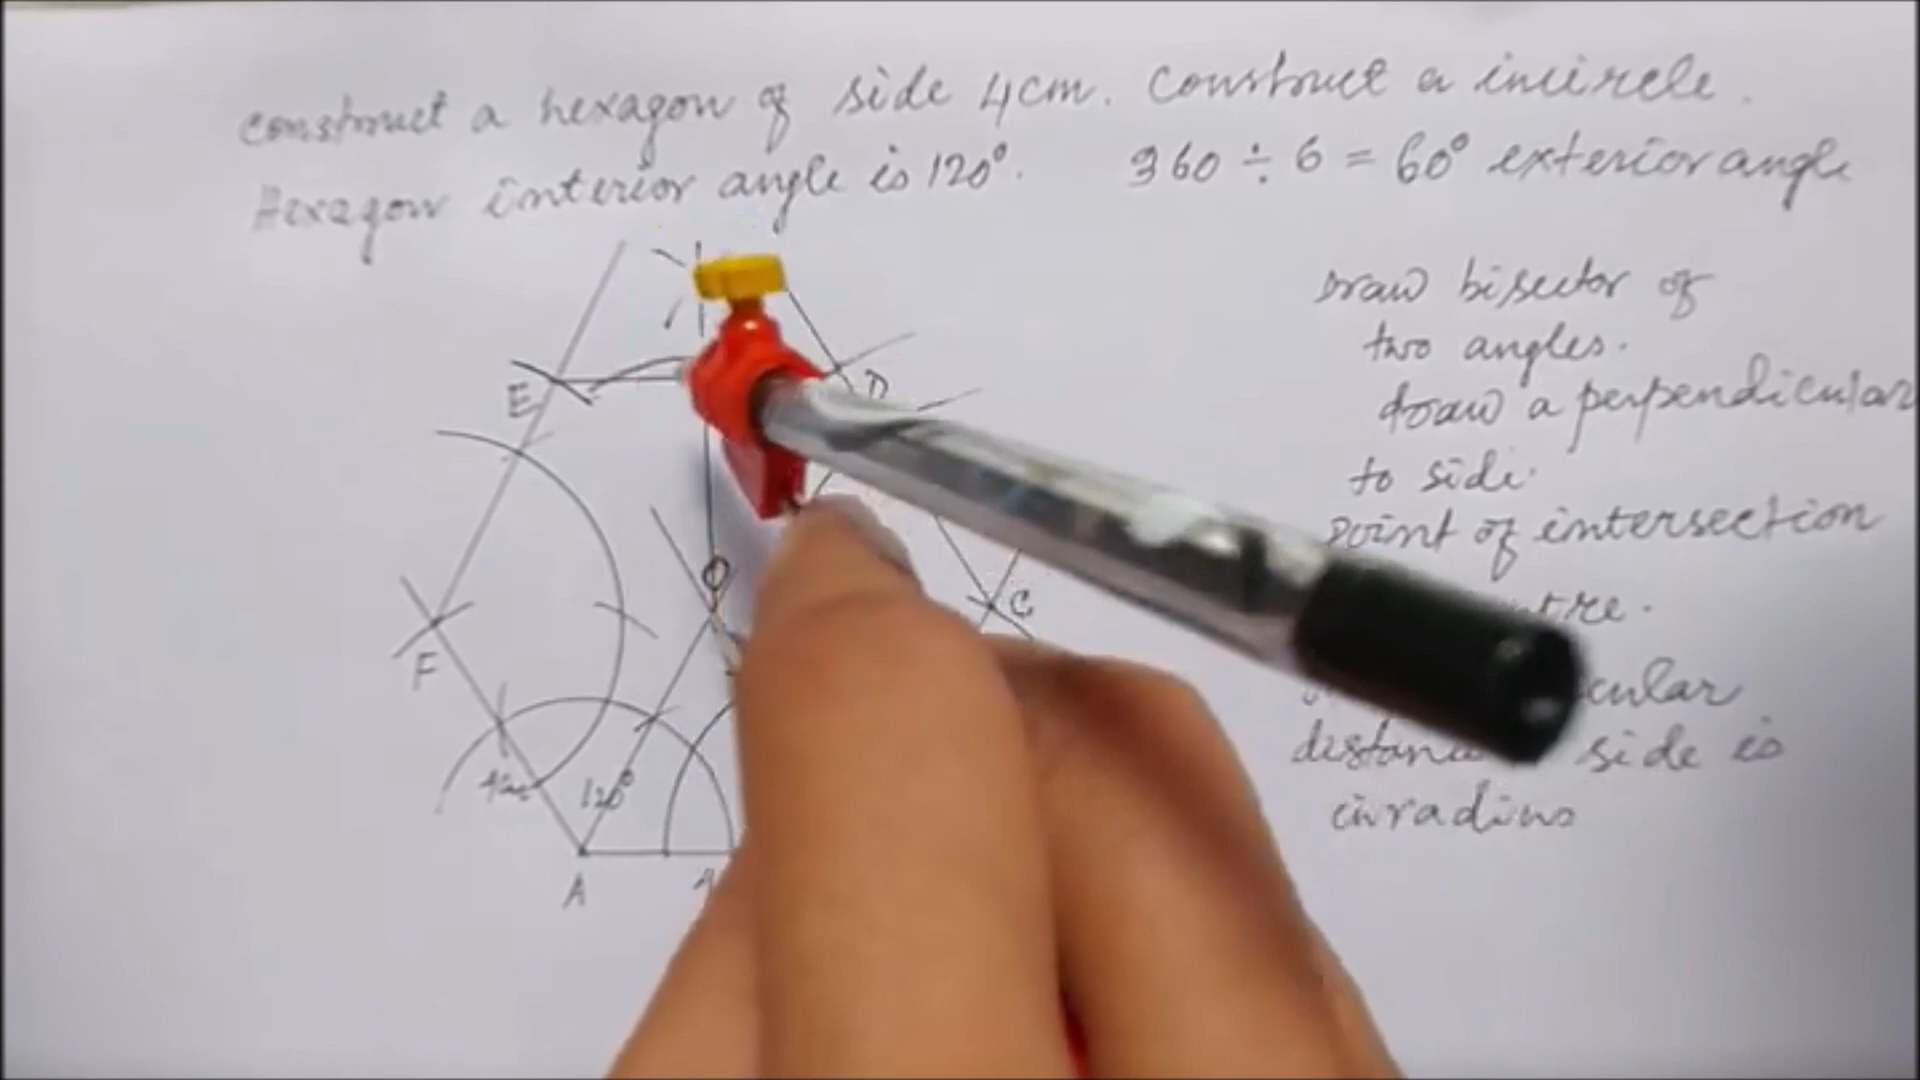 construct a hexagon of side 4cm. Construct a incircle.
Hexagon interior angle is 120°. 360 ÷ 6 = 60° exterior angle
Draw bisector of
two angles.
draw a perpendicular
to side.
point of intersection
E
D
O
C
F
side is
inradius
4cm
120°
A